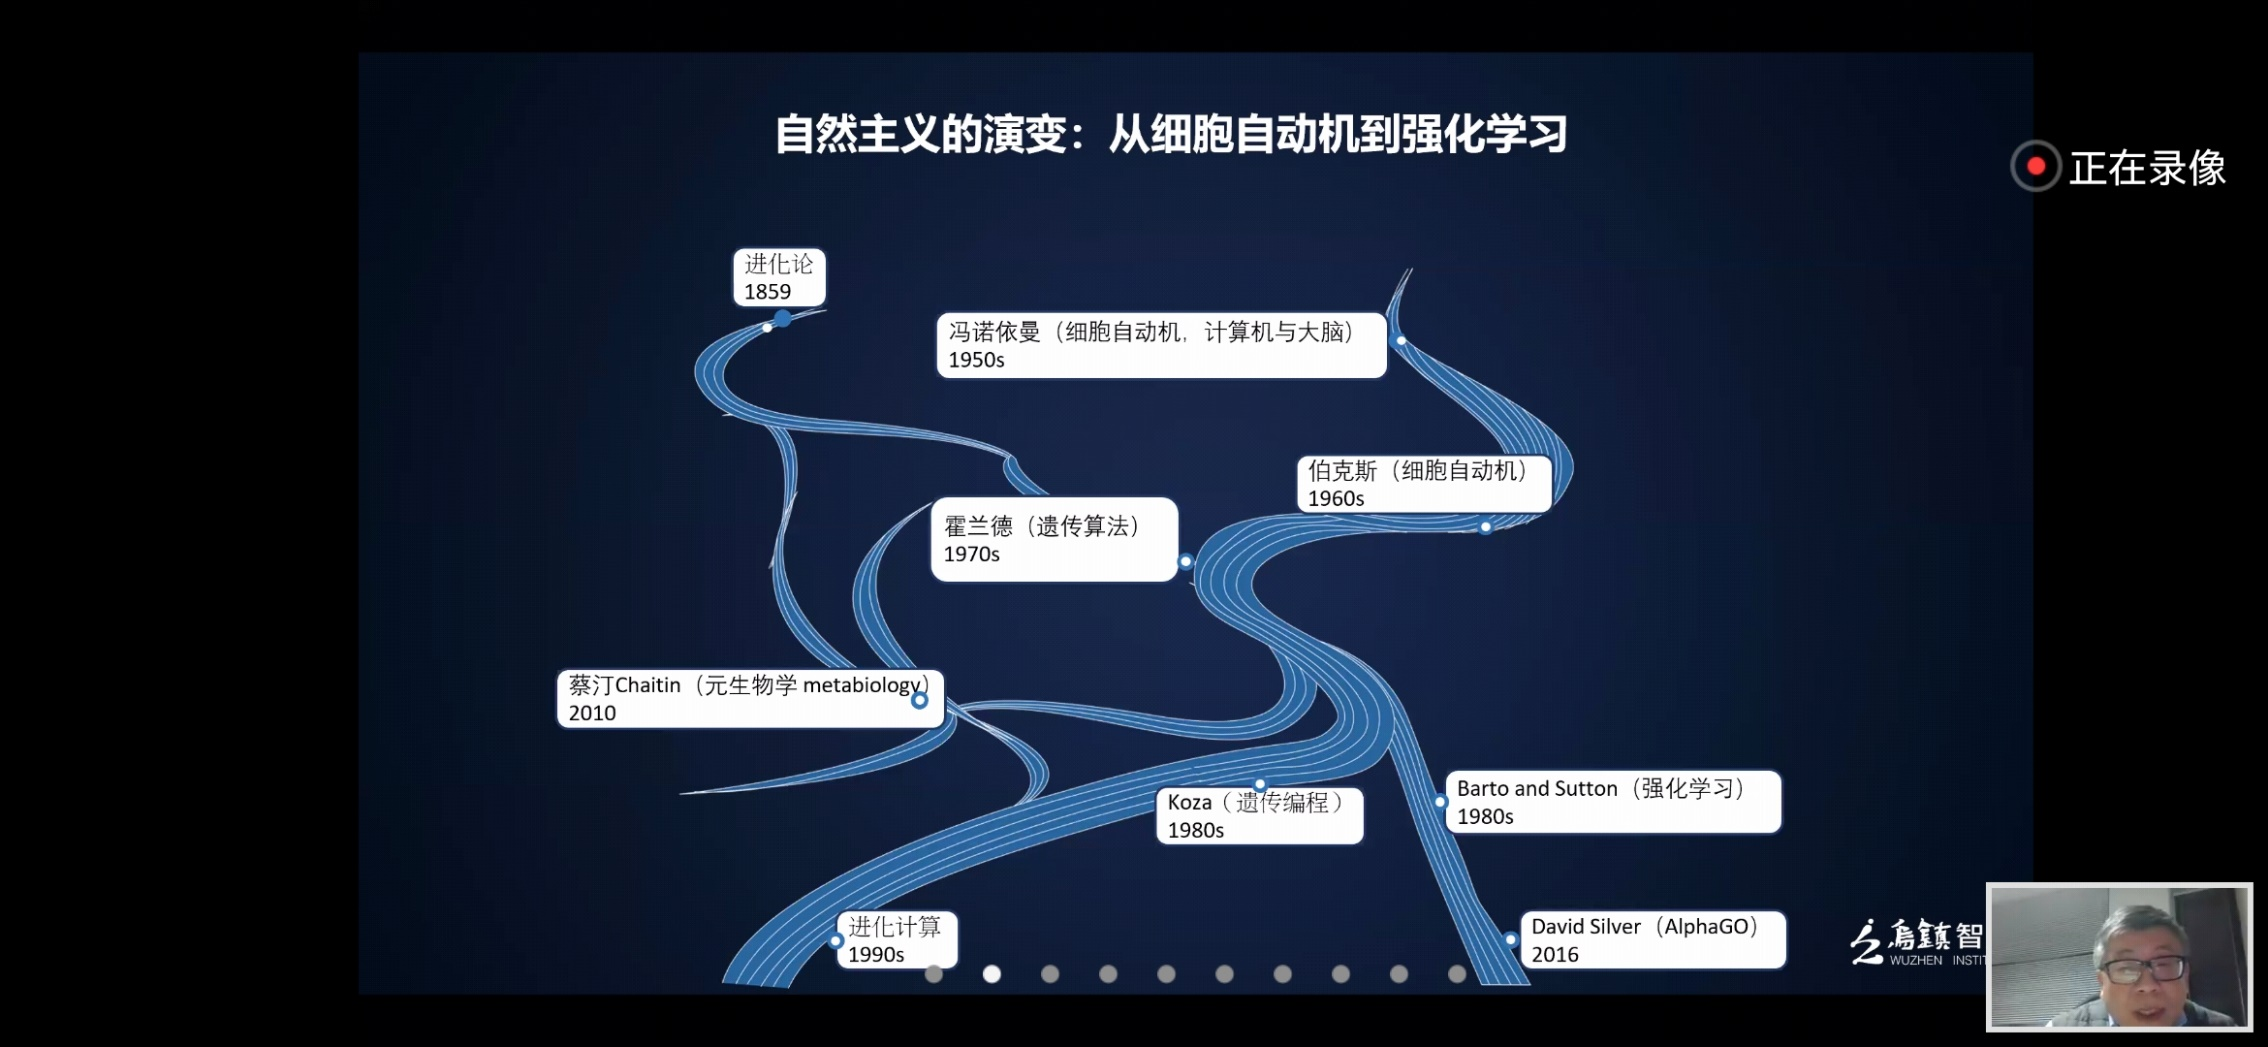 自然主义的演变：从细胞自动机到强化学习
正在录像
进化论
1859
冯诺依曼（细胞自动机，计算机与大脑）
1950s
伯克斯（细胞自动机）
1960s
霍兰德（遗传算法）
1970s
蔡汀Chaitin（元生物学 metabiology）
2010
Koza（遗传编程）
1980s
Barto and Sutton（强化学习）
1980s
进化计算
1990s
David Silver（AlphaGO）
2016
乌镇智
WUZHEN INSTIT